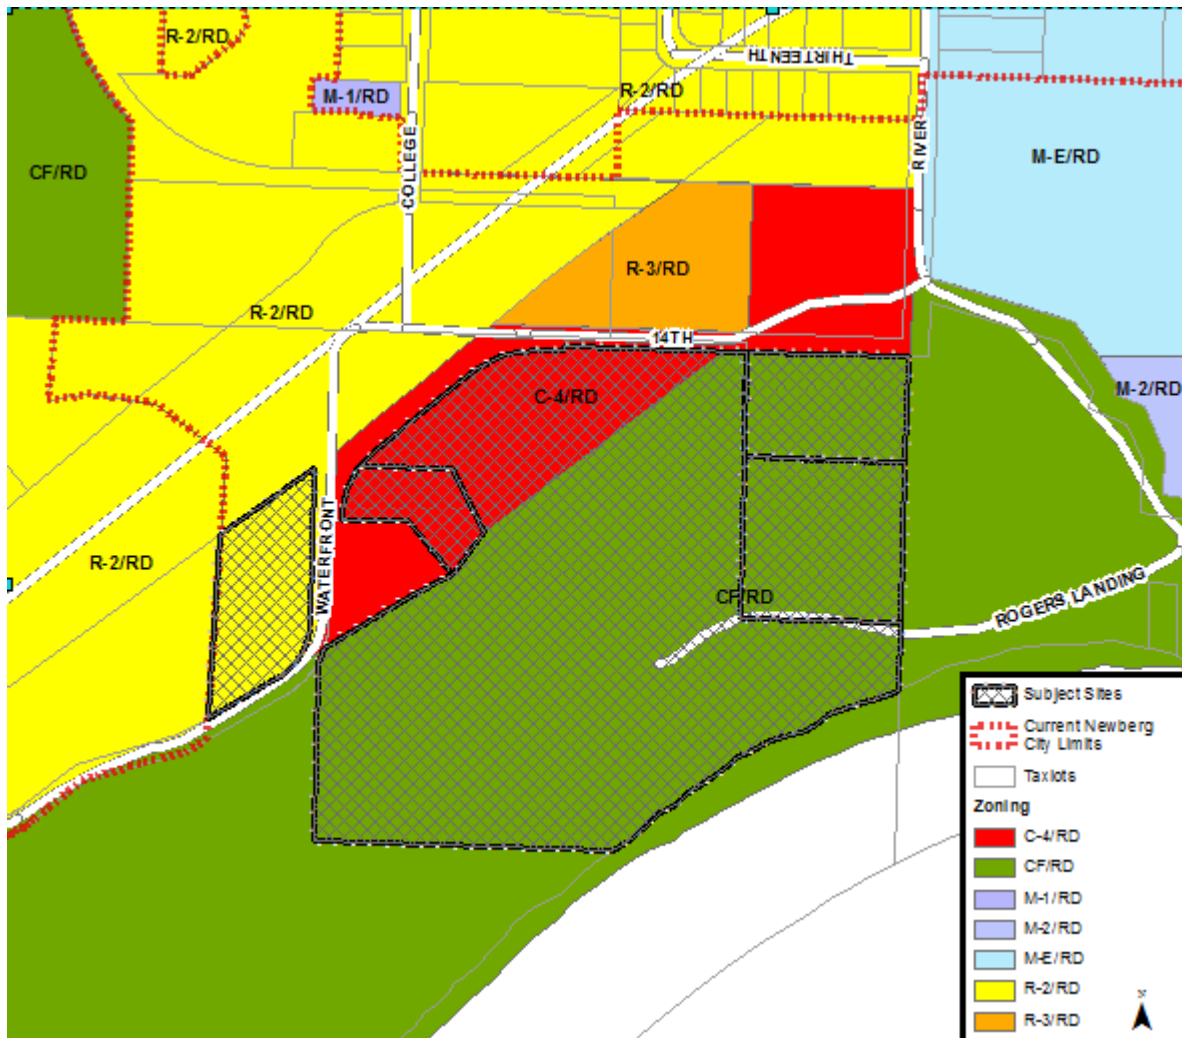 R-2/RD
M-1/RD
THIRTEENTH
R-2/RD
COLLEGE
RIVER
M-E/RD
CF/RD
R-3/RD
R-2/RD
14TH
C-4/RD
M-2/RD
WATERFRONT
R-2/RD
CF/RD
ROGERS LANDING
Subject Sites
Current Newberg
City Limits
Taxlots
Zoning
C-4/RD
CF/RD
M-1/RD
M-2/RD
M-E/RD
R-2/RD
R-3/RD
N